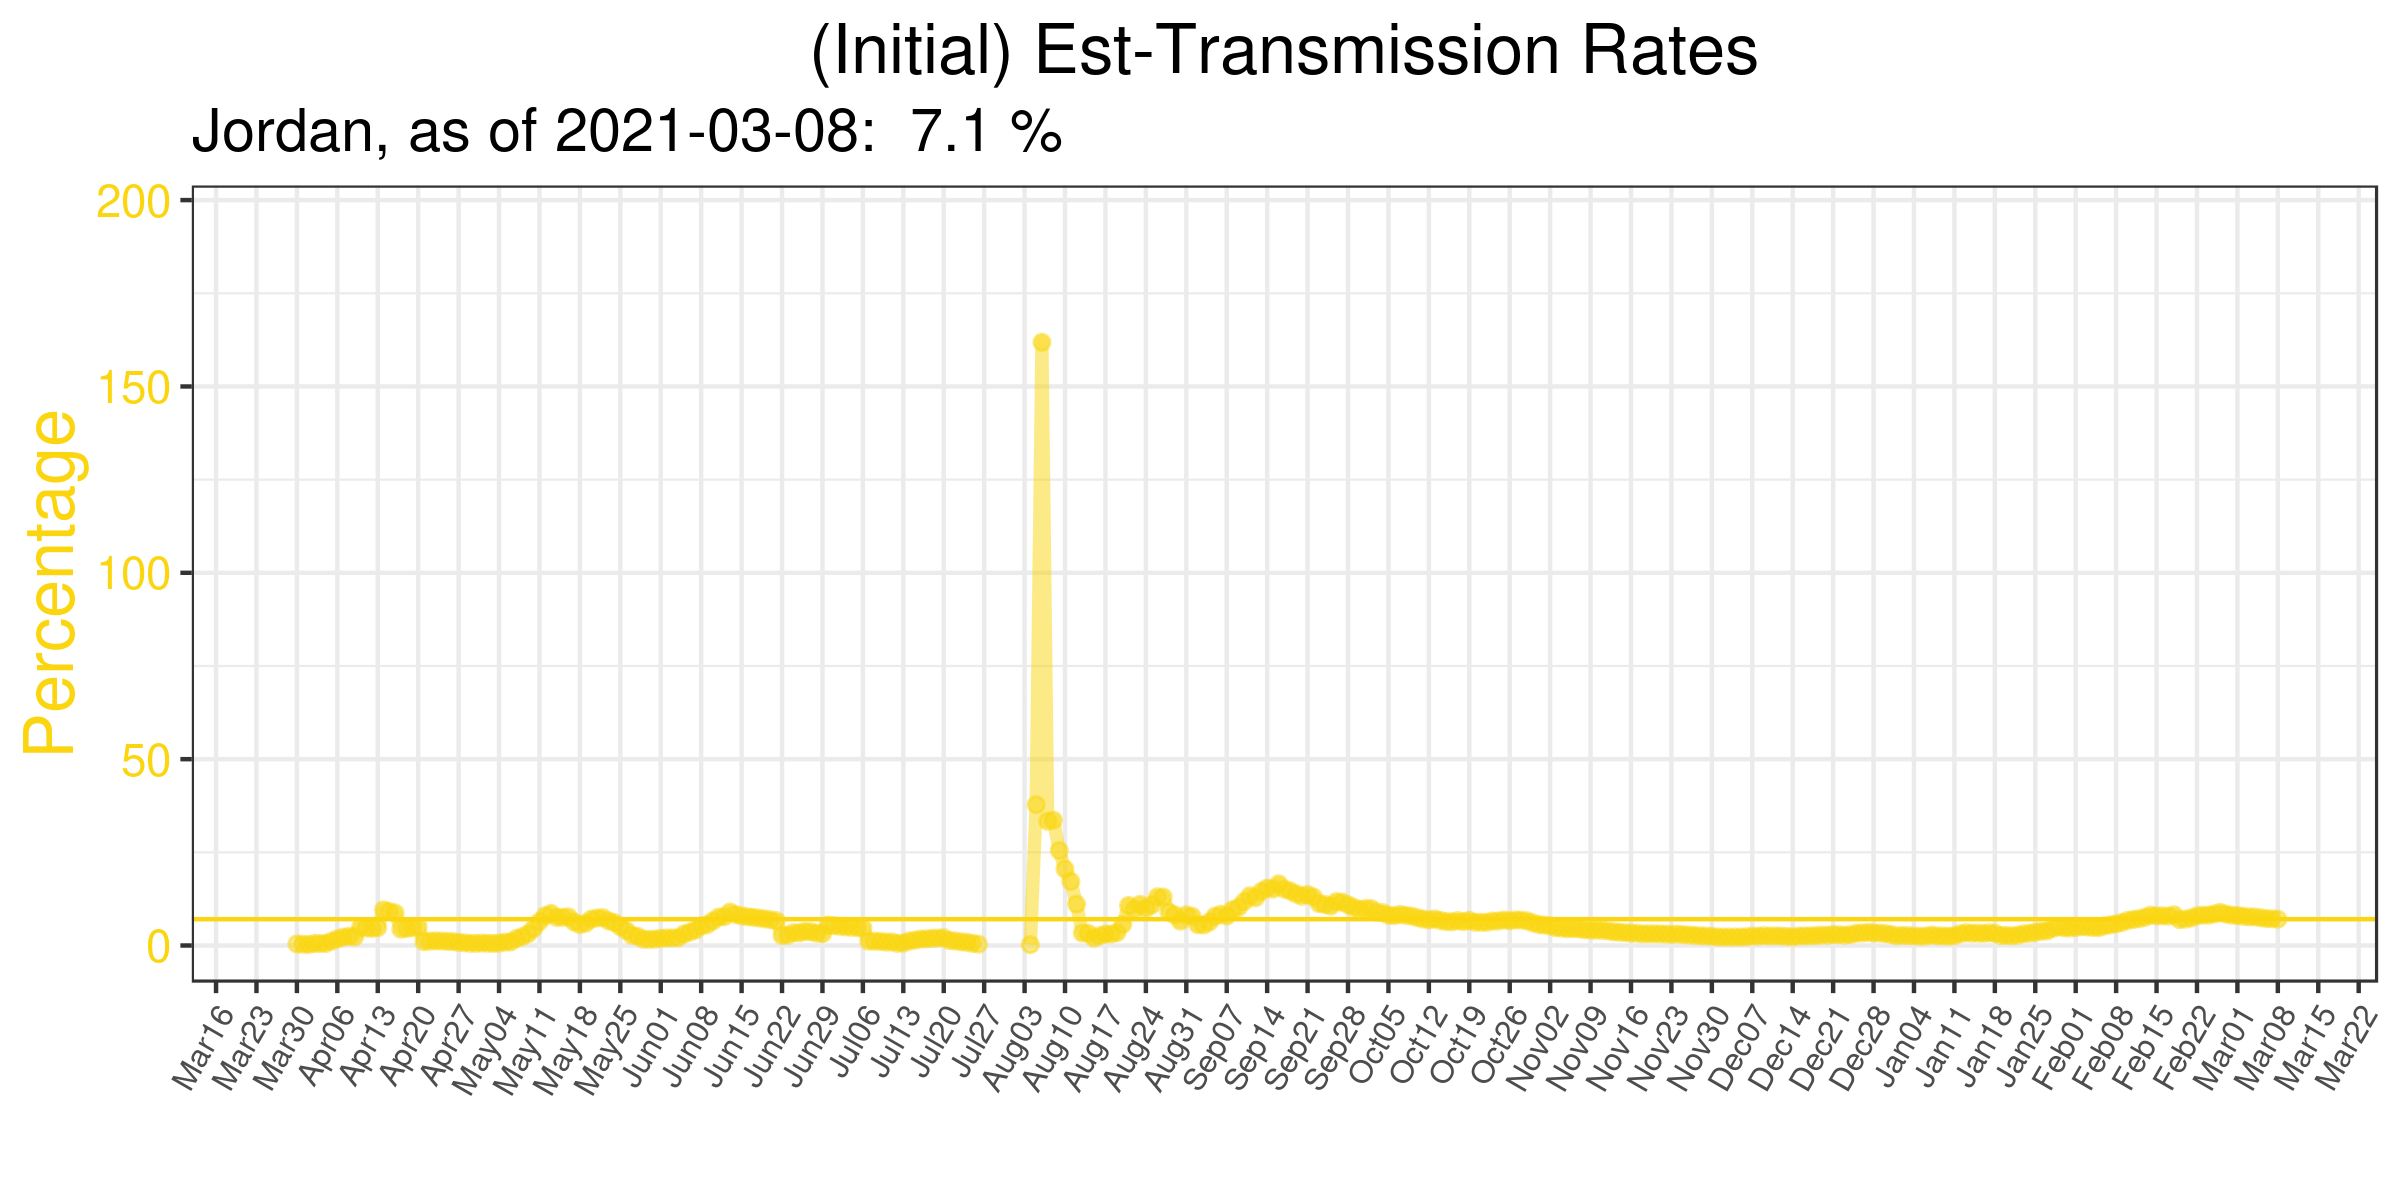 (Initial) Est-Transmission Rates
Jordan, as of 2021-03-08:  7.1 %
Percentage
200
150
100
50
0
Mar16
Mar23
Mar30
Apr06
Apr13
Apr20
Apr27
May04
May11
May18
May25
Jun01
Jun08
Jun15
Jun22
Jun29
Jul06
Jul13
Jul20
Jul27
Aug03
Aug10
Aug17
Aug24
Aug31
Sep07
Sep14
Sep21
Sep28
Oct05
Oct12
Oct19
Oct26
Nov02
Nov09
Nov16
Nov23
Nov30
Dec07
Dec14
Dec21
Dec28
Jan04
Jan11
Jan18
Jan25
Feb01
Feb08
Feb15
Feb22
Mar01
Mar08
Mar15
Mar22